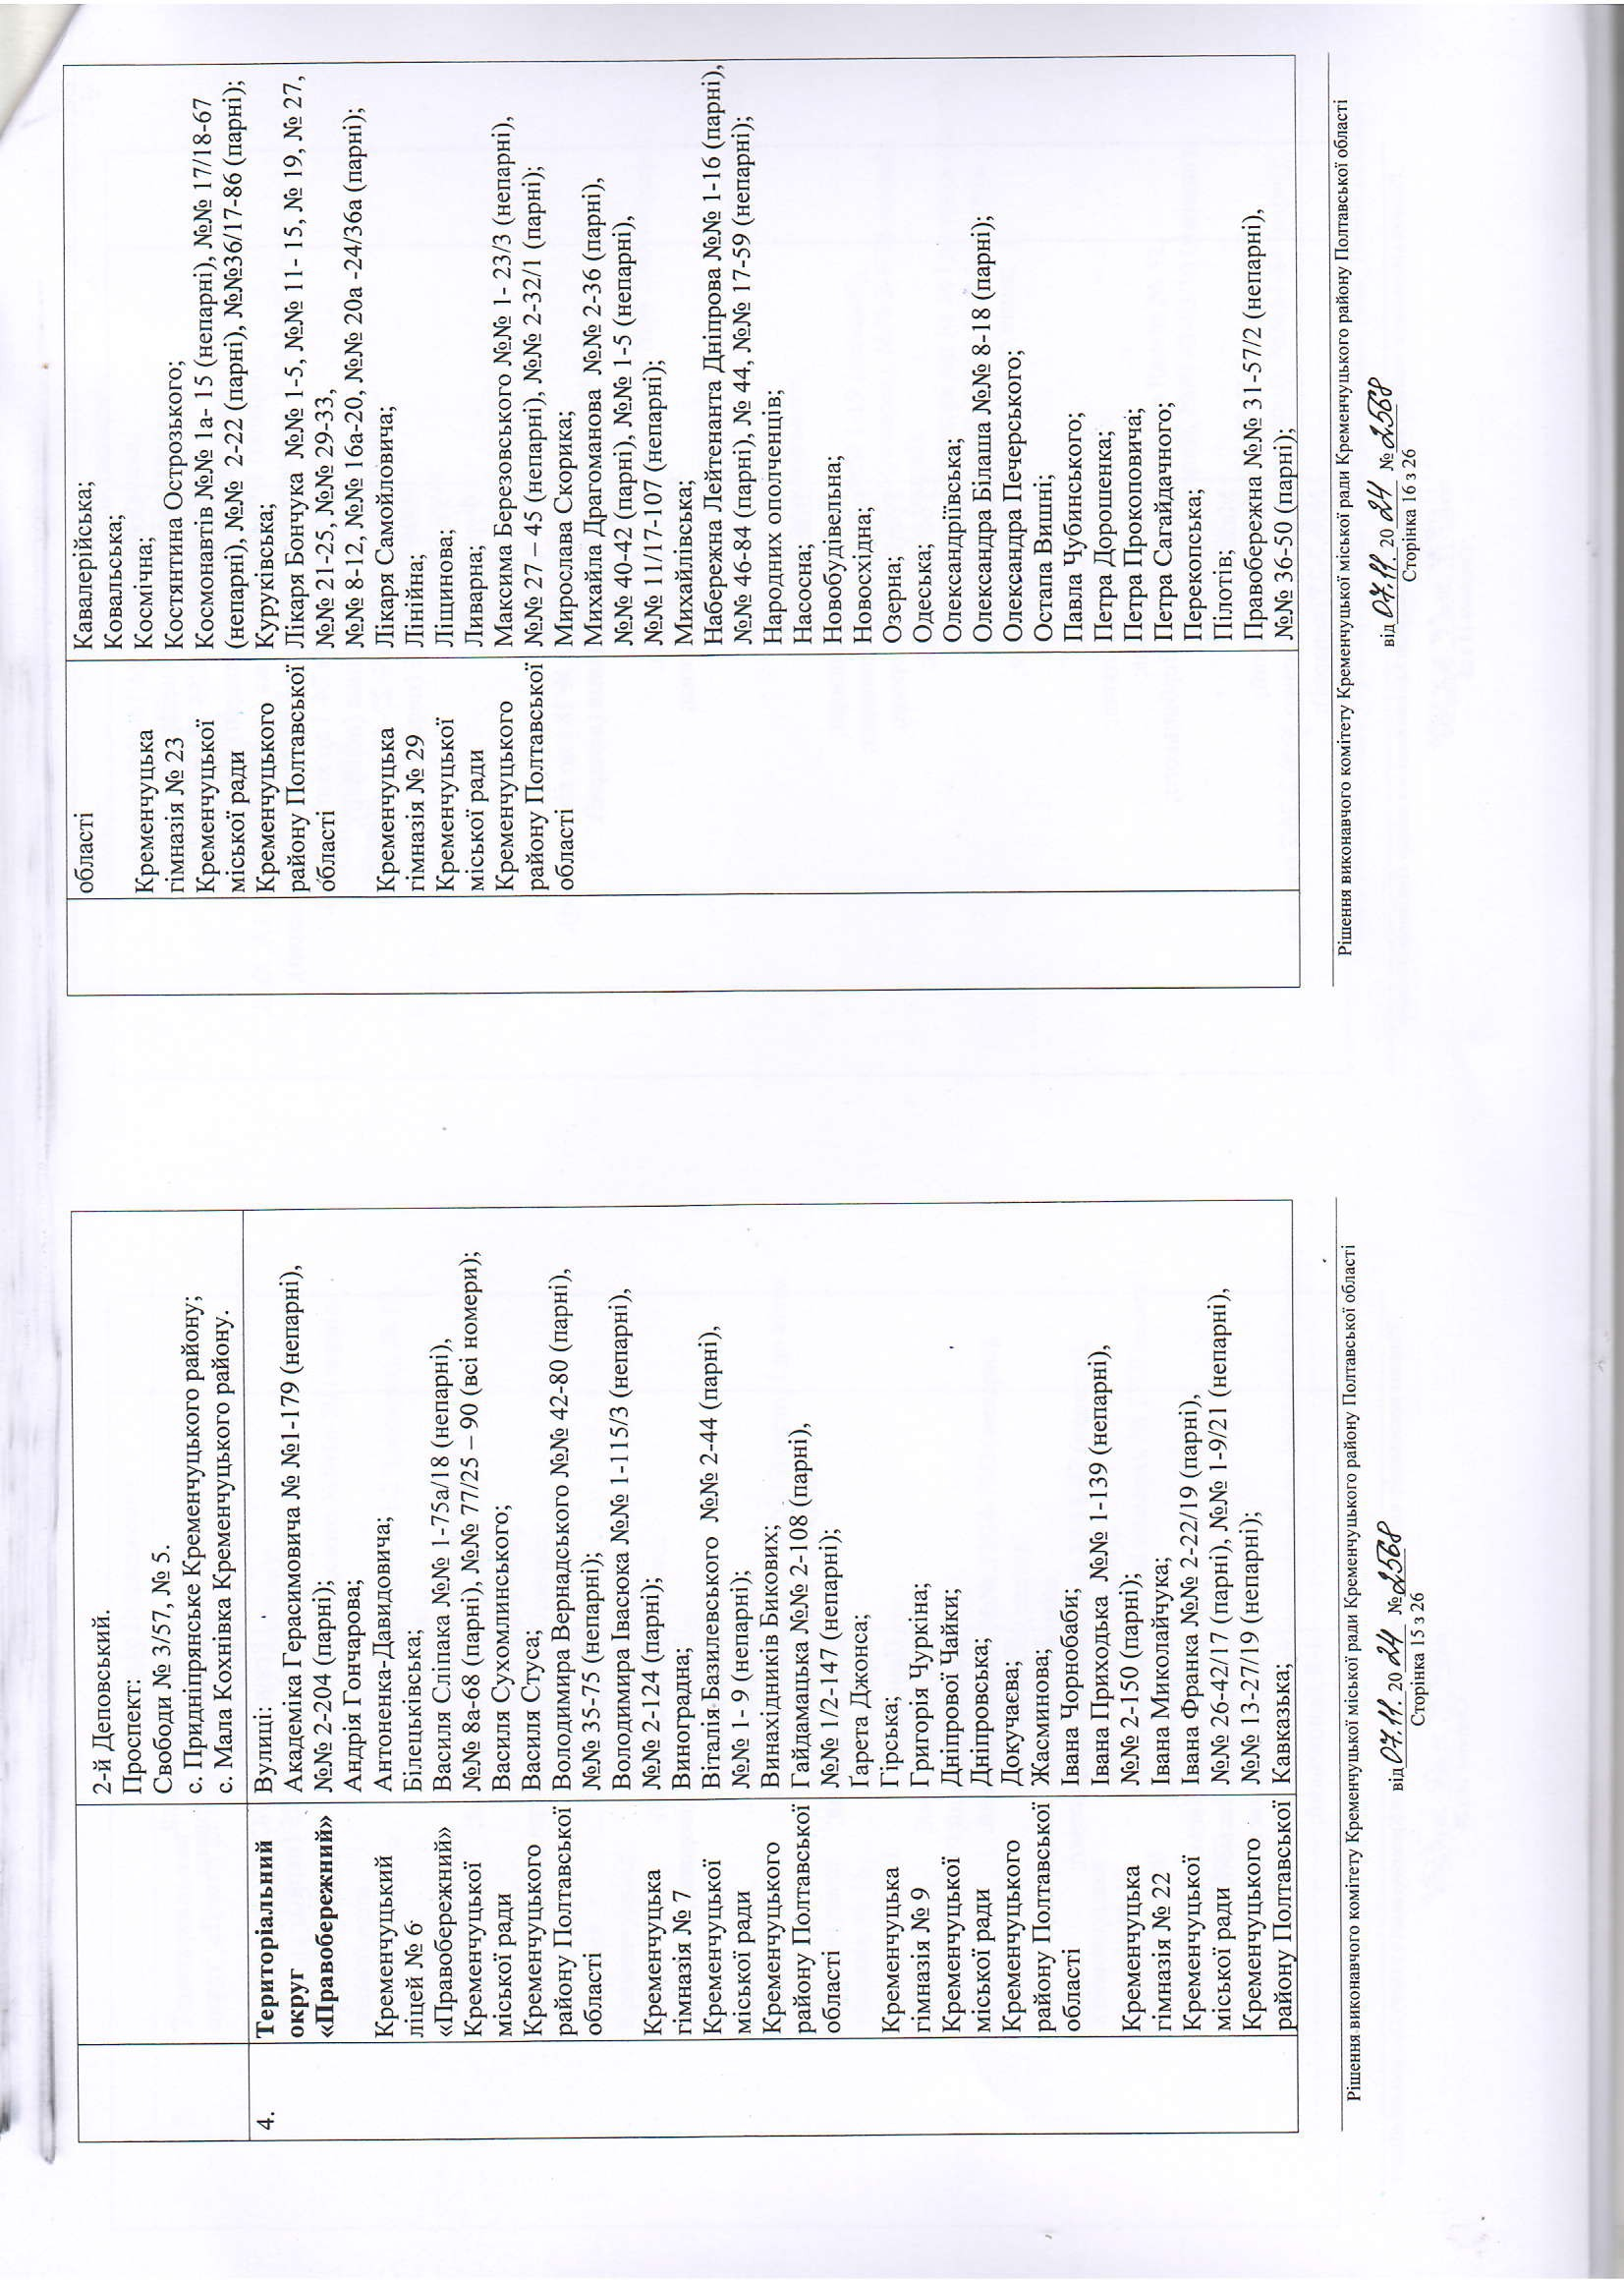 2-й Деповський.
Проспект:
Свободи № 3/57, № 5.
с. Придніпрянське Кременчуцького району;
с. Мала Кохнівка Кременчуцького району.
4.
Територіальний
округ
«Правобережний»
Кременчуцький
ліцей № 6
«Правобережний»
Кременчуцької
міської ради
Кременчуцького
району Полтавської
області
Кременчуцька
гімназія № 7
Кременчуцької
міської ради
Кременчуцького
району Полтавської
області
Кременчуцька
гімназія № 9
Кременчуцької
міської ради
Кременчуцького
району Полтавської
області
Кременчуцька
гімназія № 22
Кременчуцької
міської ради
Кременчуцького
району Полтавської
Вулиці:
Академіка Герасимовича № №1-179 (непарні),
№№ 2-204 (парні);
Андрія Гончарова;
Антоненка-Давидовича;
Білецьківська;
Василя Сліпака №№ 1-75а/18 (непарні),
№№ 8а-68 (парні), №№ 77/25 – 90 (всі номери);
Василя Сухомлинського;
Василя Стуса;
Володимира Вернадського №№ 42-80 (парні),
№№ 35-75 (непарні);
Володимира Івасюка №№ 1-115/3 (непарні),
№№ 2-124 (парні);
Виноградна;
Віталія Базилевського №№ 2-44 (парні),
№№ 1- 9 (непарні);
Винахідників Бикових;
Гайдамацька №№ 2-108 (парні),
№№ 1/2-147 (непарні);
Ґарета Джонса;
Гірська;
Григорія Чуркіна;
Дніпрової Чайки;
Дніпровська;
Докучаєва;
Жасминова;
Івана Чорнобаби;
Івана Приходька №№ 1-139 (непарні),
№№ 2-150 (парні);
Івана Миколайчука;
Івана Франка №№ 2-22/19 (парні),
№№ 26-42/17 (парні), №№ 1-9/21 (непарні),
№№ 13-27/19 (непарні);
Кавказька;
Рішення виконавчого комітету Кременчуцької міської ради Кременчуцького району Полтавської області
від 07.11. 20 24 № 2568
Сторінка 15 з 26
області
Кременчуцька
гімназія № 23
Кременчуцької
міської ради
Кременчуцького
району Полтавської
області
Кременчуцька
гімназія № 29
Кременчуцької
міської ради
Кременчуцького
району Полтавської
області
Кавалерійська;
Ковальська;
Космічна;
Костянтина Острозького;
Космонавтів №№ 1а- 15 (непарні), №№ 17/18-67
(непарні), №№ 2-22 (парні), №№36/17-86 (парні);
Куруківська;
Лікаря Бончука №№ 1-5, №№ 11- 15, № 19, № 27,
№№ 21-25, №№ 29-33,
№№ 8-12, №№ 16а-20, №№ 20а -24/36а (парні);
Лікаря Самойловича;
Лінійна;
Ліщинова;
Ливарна;
Максима Березовського №№ 1- 23/3 (непарні),
№№ 27 – 45 (непарні), №№ 2-32/1 (парні);
Мирослава Скорика;
Михайла Драгоманова №№ 2-36 (парні),
№№ 40-42 (парні), №№ 1-5 (непарні),
№№ 11/17-107 (непарні);
Михайлівська;
Набережна Лейтенанта Дніпрова №№ 1-16 (парні),
№№ 46-84 (парні), № 44, №№ 17-59 (непарні);
Народних ополченців;
Насосна;
Новобудівельна;
Новосхідна;
Озерна;
Одеська;
Олександріївська;
Олександра Білаша №№ 8-18 (парні);
Олександра Печерського;
Остапа Вишні;
Павла Чубинського;
Петра Дорошенка;
Петра Прокоповича;
Петра Сагайдачного;
Перекопська;
Пілотів;
Правобережна №№ 31-57/2 (непарні),
№№ 36-50 (парні);
Рішення виконавчого комітету Кременчуцької міської ради Кременчуцького району Полтавської області
від 07.11. 20 24 № 2568
Сторінка 16 з 26